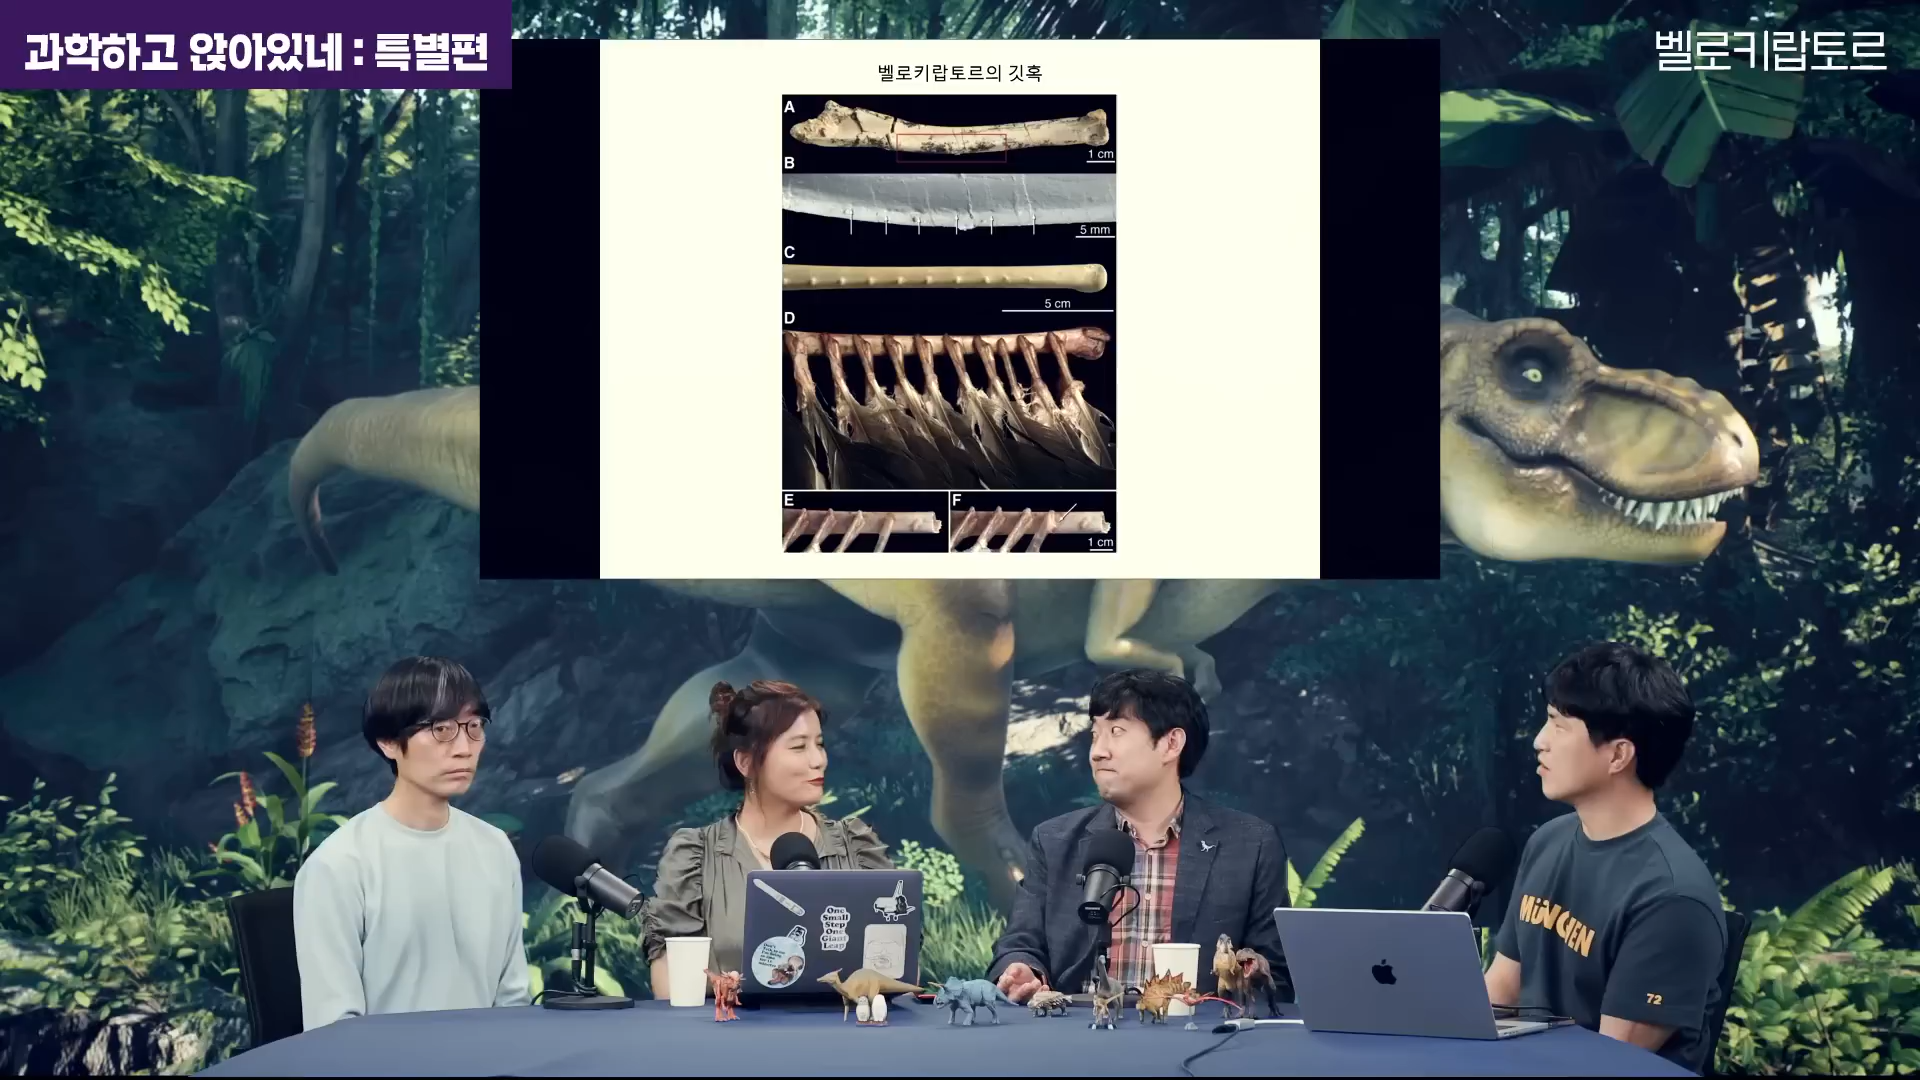 과학하고 앉아있네 : 특별편
벨로키랍토르
벨로키랍토르의 깃혹
A
1 cm
B
5 mm
C
5 cm
D
E
F
1 cm
One
Small
Step
One
Giant
Leap
MÜNCHEN
72